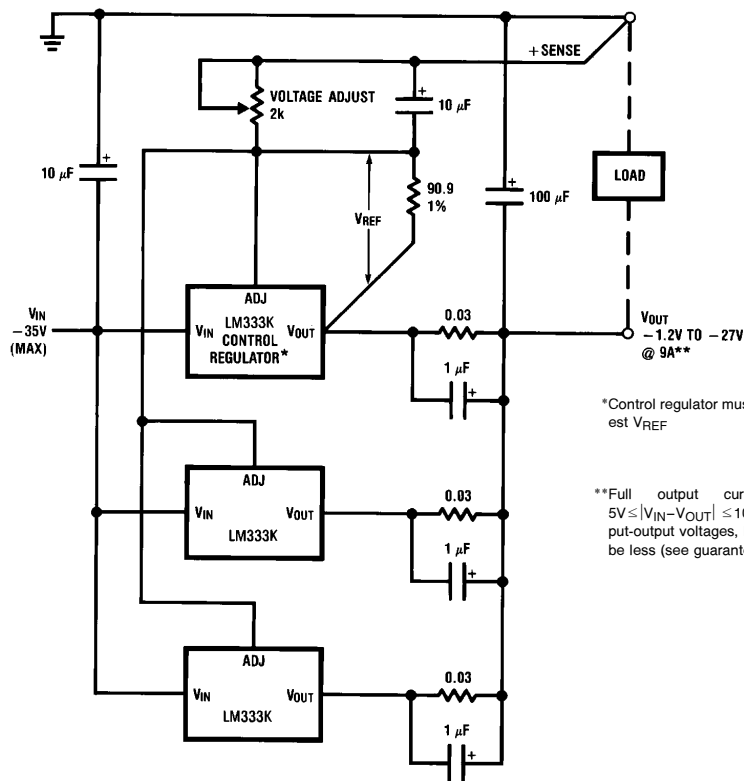 +SENSE
VOLTAGE ADJUST
2k
+
10 μF
10 μF
+
LOAD
+
100 μF
90.9
1%
VREF
ADJ
VIN
−35V
(MAX)
VIN
LM333K
CONTROL
REGULATOR*
VOUT
0.03
1 μF
+
VOUT
−1.2V TO −27V
@ 9A**
*Control regulator mus
est VREF
ADJ
VIN
VOUT
LM333K
0.03
1 μF
+
**Full output cur
5V≤|VIN−VOUT| ≤10
put-output voltages,
be less (see guarant
ADJ
VIN
VOUT
LM333K
0.03
1 μF
+